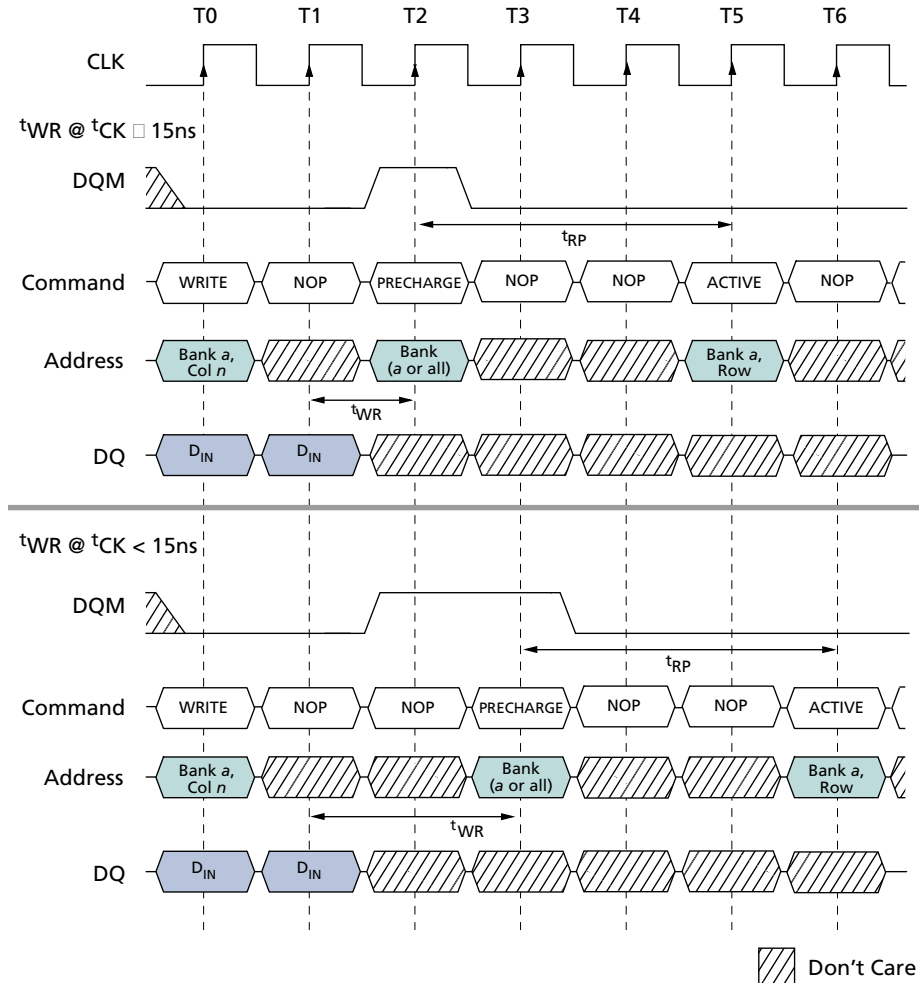 T0 T1 T2 T3 T4 T5 T6
CLK
tWR @ tCK □ 15ns
DQM
tRP
Command WRITE NOP PRECHARGE NOP NOP ACTIVE NOP
Address Bank a, Col n Bank (a or all) Bank a, Row
tWR
DQ DIN DIN
tWR @ tCK < 15ns
DQM
tRP
Command WRITE NOP NOP PRECHARGE NOP NOP ACTIVE
Address Bank a, Col n Bank (a or all) Bank a, Row
tWR
DQ DIN DIN
Don't Care